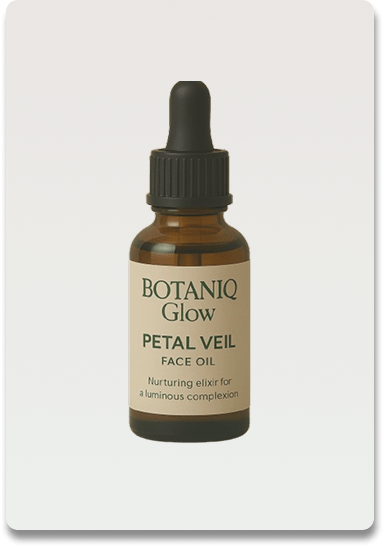 BOTANIQ
Glow
PETAL VEIL
FACE OIL
Nurturing elixir for
a luminous complexion